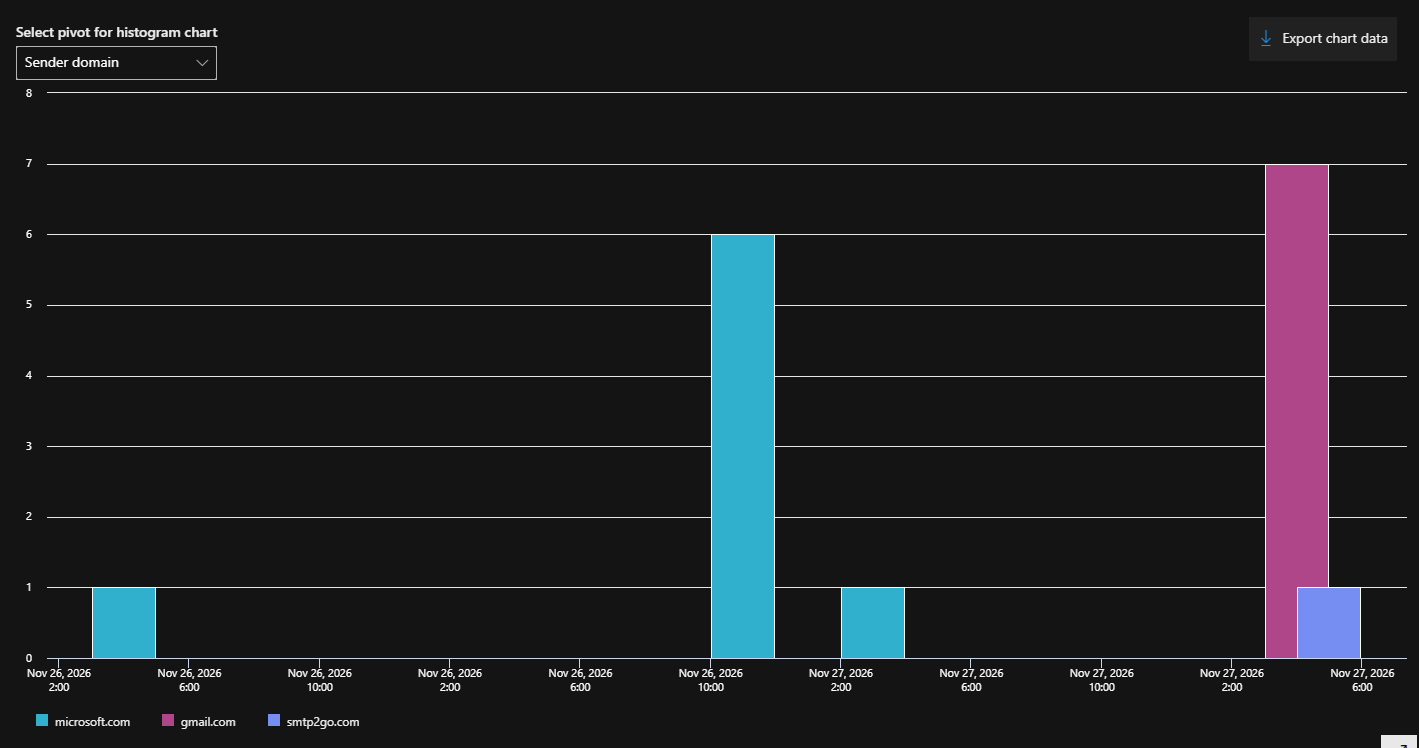 Select pivot for histogram chart
Sender domain
Export chart data
8
7
6
5
4
3
2
1
0
Nov 26, 2026
2:00
Nov 26, 2026
6:00
Nov 26, 2026
10:00
Nov 26, 2026
2:00
Nov 26, 2026
6:00
Nov 26, 2026
10:00
Nov 27, 2026
2:00
Nov 27, 2026
6:00
Nov 27, 2026
10:00
Nov 27, 2026
2:00
Nov 27, 2026
6:00
microsoft.com
gmail.com
smtp2go.com